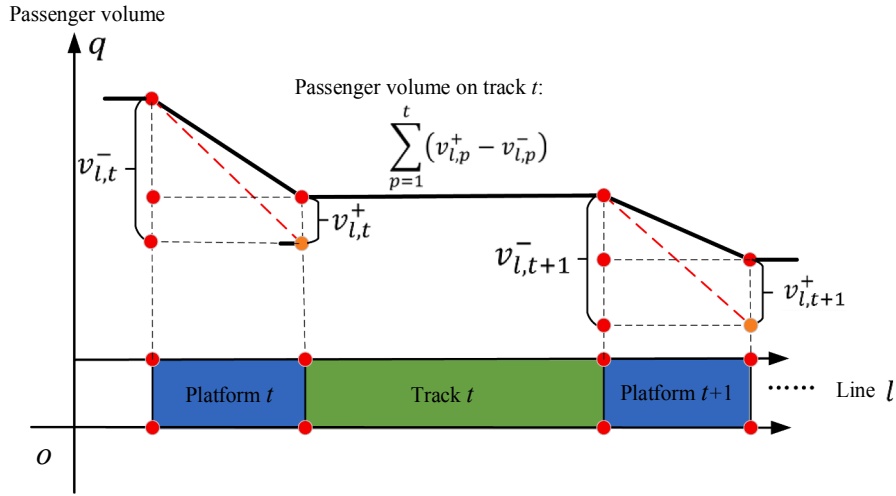 Passenger volume
q
Passenger volume on track t:
\sum_{p=1}^{t} (v_{l,p}^{+} - v_{l,p}^{-})
v_{l,t}^{-}
v_{l,t}^{+}
v_{l,t+1}^{-}
v_{l,t+1}^{+}
Platform t
Track t
Platform t+1
...... Line l
o